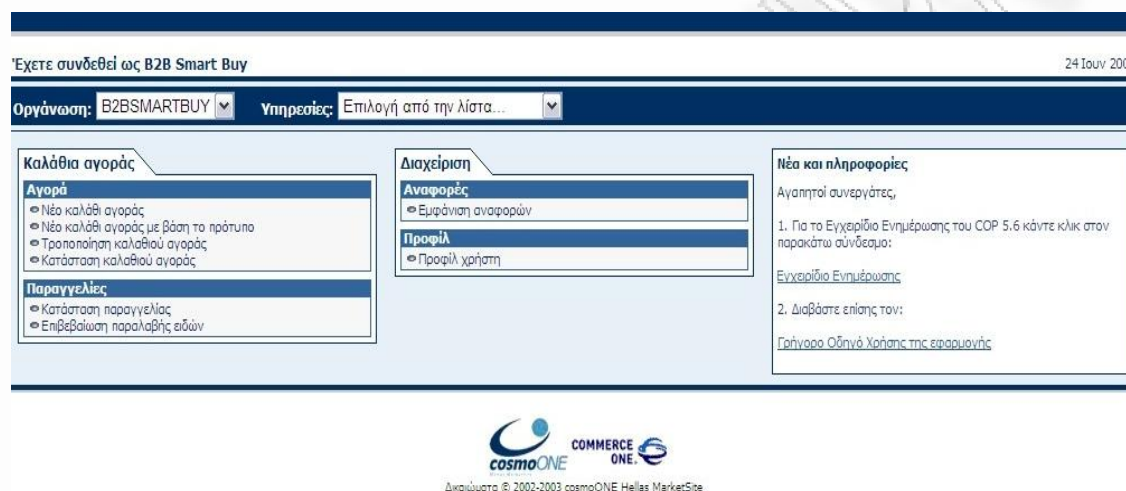 Έχετε συνδεθεί ως B2B Smart Buy
24 Ιουν 200
Οργάνωση: B2BSMARTBUY Υπηρεσίες: Επιλογή από την λίστα...
Καλάθια αγοράς
Αγορά
Νέο καλάθι αγοράς
Νέο καλάθι αγοράς με βάση το πρότυπο
Τροποποίηση καλαθιού αγοράς
Κατάσταση καλαθιού αγοράς
Παραγγελίες
Κατάσταση παραγγελίας
Επιβεβαίωση παραλαβής ειδών
Διαχείριση
Αναφορές
Εμφάνιση αναφορών
Προφίλ
Προφίλ χρήστη
Νέα και πληροφορίες
Αγαπητοί συνεργάτες,
1. Για το Εγχειρίδιο Ενημέρωσης του COP 5.6 κάντε κλικ στον
παρακάτω σύνδεσμο:
Εγχειρίδιο Ενημέρωσης
2. Διαβάστε επίσης τον:
Γρήγορο Οδηγό Χρήσης της εφαρμογής
cosmoONE
COMMERCE
ONE.
Δικαιώματα © 2002-2003 cosmoONE Hellas MarketSite